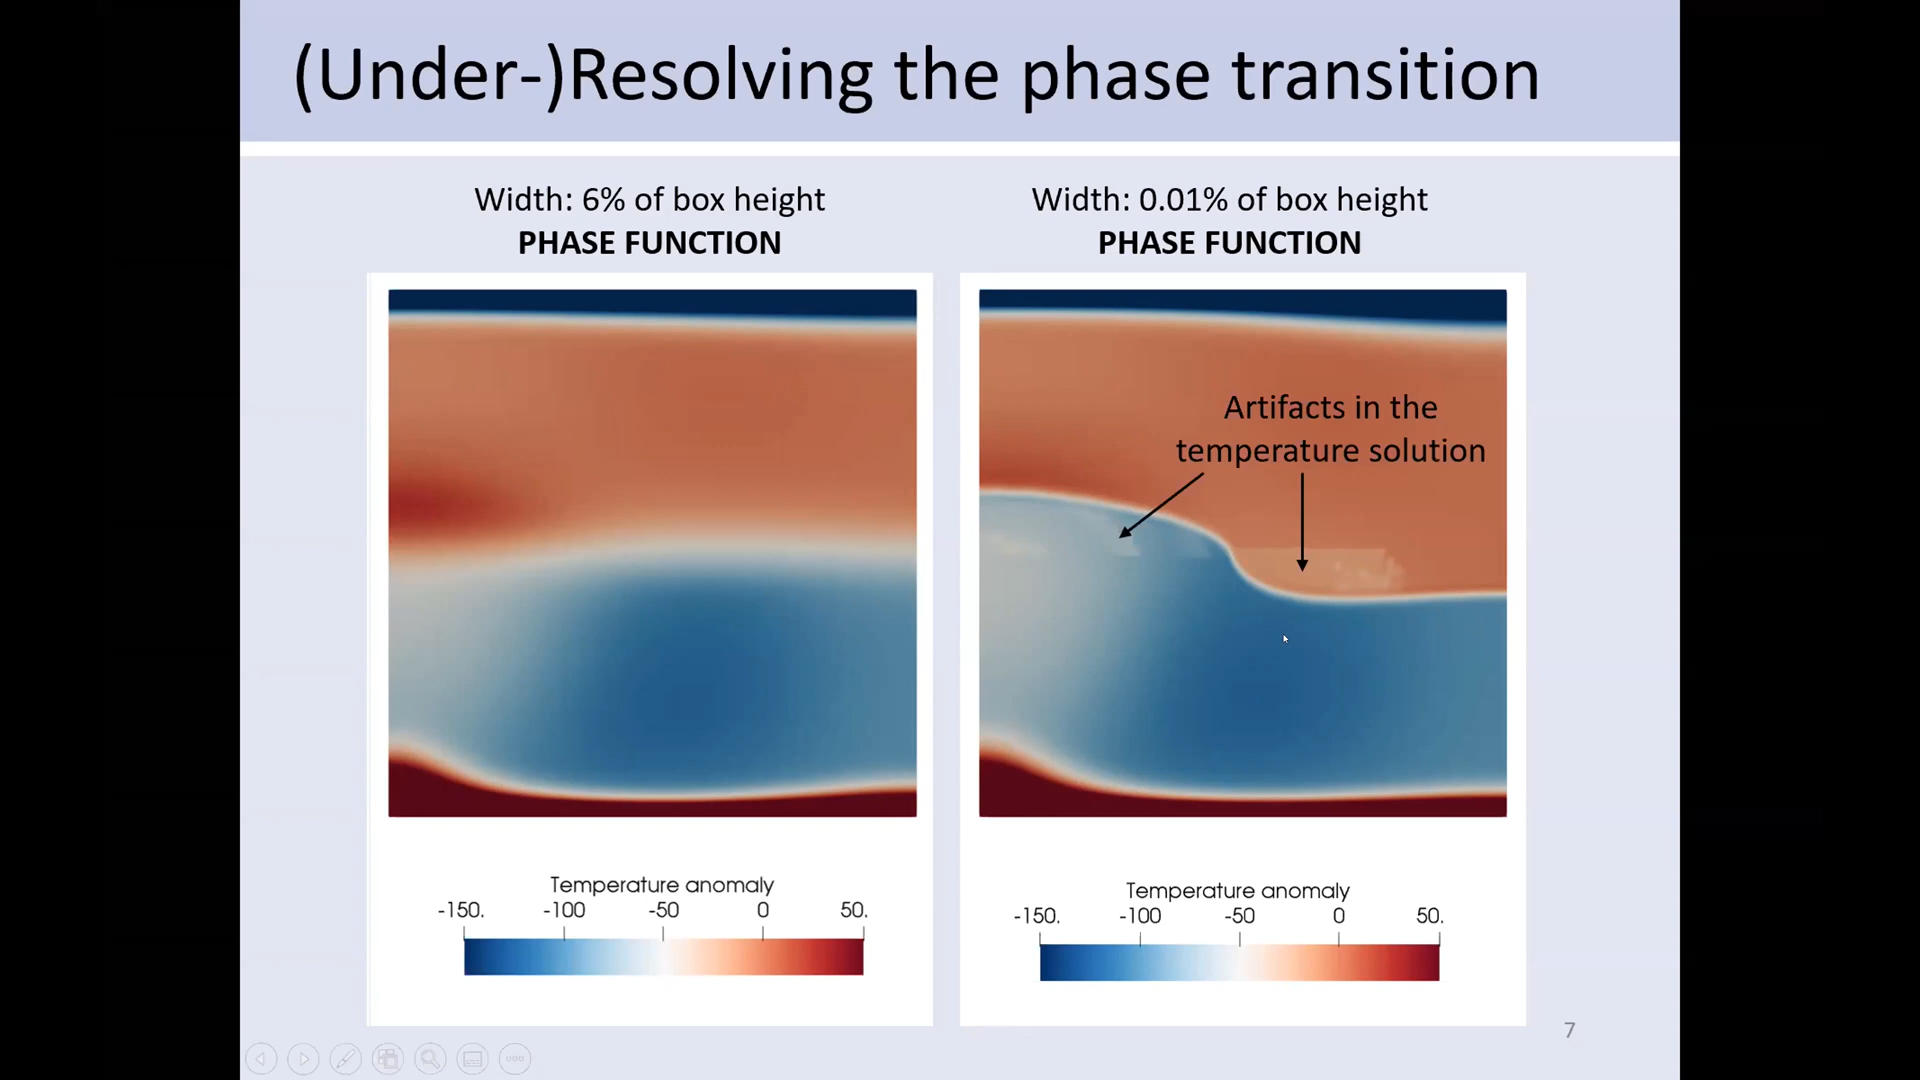 (Under-)Resolving the phase transition
Width: 6% of box height
PHASE FUNCTION
Width: 0.01% of box height
PHASE FUNCTION
Artifacts in the
temperature solution
Temperature anomaly
-150. -100 -50 0 50.
Temperature anomaly
-150. -100 -50 0 50.
7